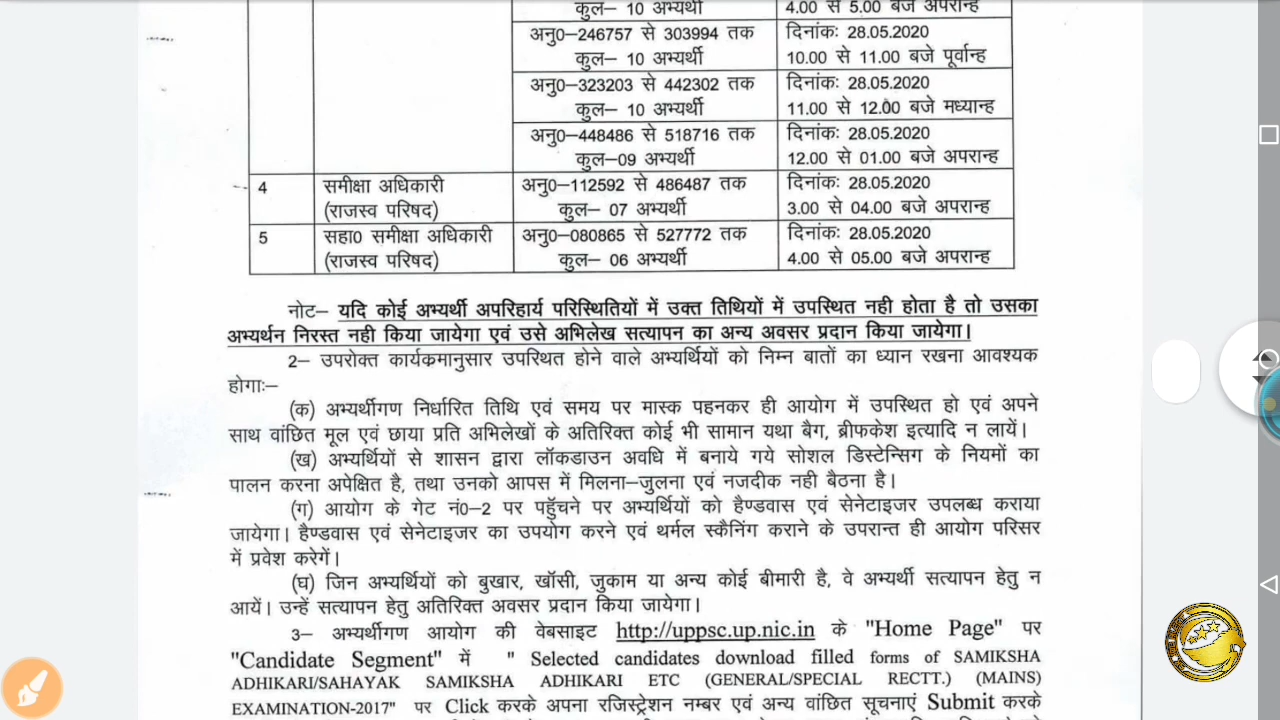 कुल– 10 अभ्यर्थी
4.00 से 5.00 बजे अपरान्ह
अनु0–246757 से 303994 तक
कुल– 10 अभ्यर्थी
दिनांकः 28.05.2020
10.00 से 11.00 बजे पूर्वान्ह
अनु0–323203 से 442302 तक
कुल– 10 अभ्यर्थी
दिनांकः 28.05.2020
11.00 से 12.00 बजे मध्यान्ह
अनु0–448486 से 518716 तक
कुल–09 अभ्यर्थी
दिनांकः 28.05.2020
12.00 से 01.00 बजे अपरान्ह
4
समीक्षा अधिकारी
(राजस्व परिषद)
अनु0–112592 से 486487 तक
कुल– 07 अभ्यर्थी
दिनांकः 28.05.2020
3.00 से 04.00 बजे अपरान्ह
5
सहा0 समीक्षा अधिकारी
(राजस्व परिषद)
अनु0–080865 से 527772 तक
कुल– 06 अभ्यर्थी
दिनांकः 28.05.2020
4.00 से 05.00 बजे अपरान्ह
नोट– यदि कोई अभ्यर्थी अपरिहार्य परिस्थितियों में उक्त तिथियों में उपस्थित नही होता है तो उसका
अभ्यर्थन निरस्त नही किया जायेगा एवं उसे अभिलेख सत्यापन का अन्य अवसर प्रदान किया जायेगा।
2– उपरोक्त कार्यकमानुसार उपस्थित होने वाले अभ्यर्थियों को निम्न बातों का ध्यान रखना आवश्यक
होगाः–
(क) अभ्यर्थीगण निर्धारित तिथि एवं समय पर मास्क पहनकर ही आयोग में उपस्थित हो एवं अपने
साथ वांछित मूल एवं छाया प्रति अभिलेखों के अतिरिक्त कोई भी सामान यथा बैग, ब्रीफकेश इत्यादि न लायें।
(ख) अभ्यर्थियों से शासन द्वारा लॉकडाउन अवधि में बनाये गये सोशल डिस्टेन्सिग के नियमों का
पालन करना अपेक्षित है, तथा उनको आपस में मिलना–जुलना एवं नजदीक नही बैठना है।
(ग) आयोग के गेट नं0–2 पर पहुँचने पर अभ्यर्थियों को हैण्डवास एवं सेनेटाइजर उपलब्ध कराया
जायेगा। हैण्डवास एवं सेनेटाइजर का उपयोग करने एवं थर्मल स्कैनिंग कराने के उपरान्त ही आयोग परिसर
में प्रवेश करेगें।
(घ) जिन अभ्यर्थियों को बुखार, खॉसी, जुकाम या अन्य कोई बीमारी है, वे अभ्यर्थी सत्यापन हेतु न
आयें। उन्हें सत्यापन हेतु अतिरिक्त अवसर प्रदान किया जायेगा।
3– अभ्यर्थीगण आयोग की वेबसाइट http://uppsc.up.nic.in के "Home Page" पर
"Candidate Segment" में " Selected candidates download filled forms of SAMIKSHA
ADHIKARI/SAHAYAK SAMIKSHA ADHIKARI ETC (GENERAL/SPECIAL RECTT.) (MAINS)
EXAMINATION-2017" पर Click करके अपना रजिस्ट्रेशन नम्बर एवं अन्य वांछित सूचनाएं Submit करके